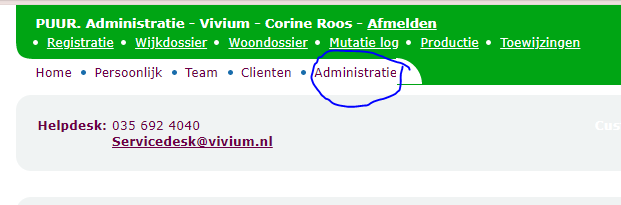 PUUR. Administratie - Vivium - Corine Roos - Afmelden
• Registratie • Wijkdossier • Woondossier • Mutatie log • Productie • Toewijzingen
Home • Persoonlijk • Team • Clienten • Administratie
Helpdesk: 035 692 4040 Cus
Servicedesk@vivium.nl